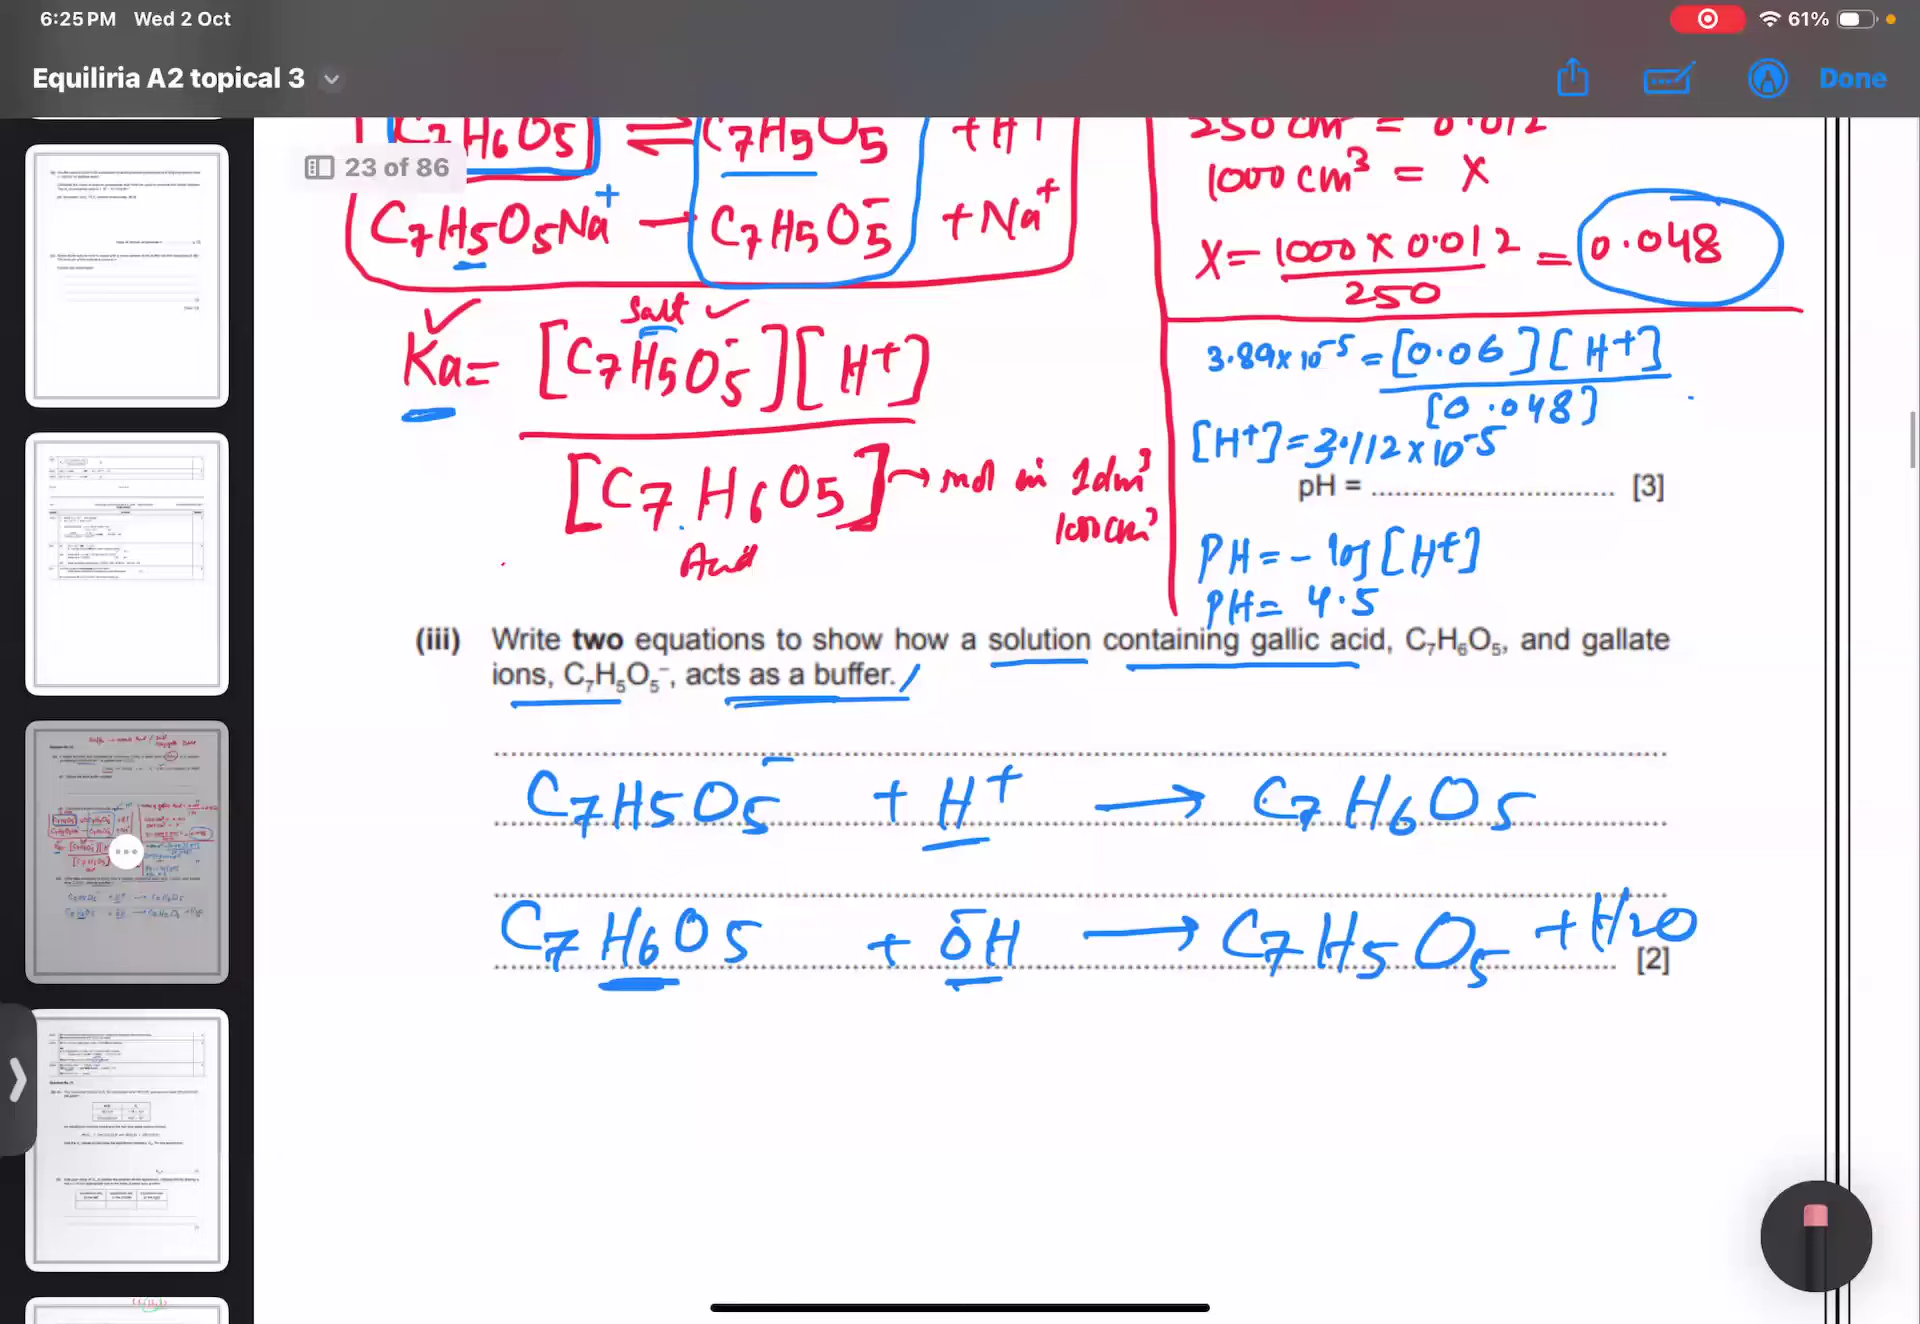 6:25 PM Wed 2 Oct
61%
Equiliria A2 topical 3
Done
23 of 86
C7H6O5 ⇌ C7H5O5 + H+
C7H5O5Na+ — C7H5O5- + Na+
Ka= [C7H5O5-][H+]
Salt
[C7H6O5] → mol in 1dm3
1000 cm3
Acid
250 cm3 = 0.012
1000 cm3 = X
X= 1000 X 0.012 = 0.048
250
3.89x10-5 = [0.06][H+]
[0.048]
[H+]=3.112x10-5
pH = .............................. [3]
PH = - log [H+]
PH= 4.5
(iii) Write two equations to show how a solution containing gallic acid, C7H6O5, and gallate
ions, C7H5O5-, acts as a buffer.
C7H5O5- + H+ → C7H6O5
C7H6O5 + ŌH → C7H5O5 + H2O
[2]